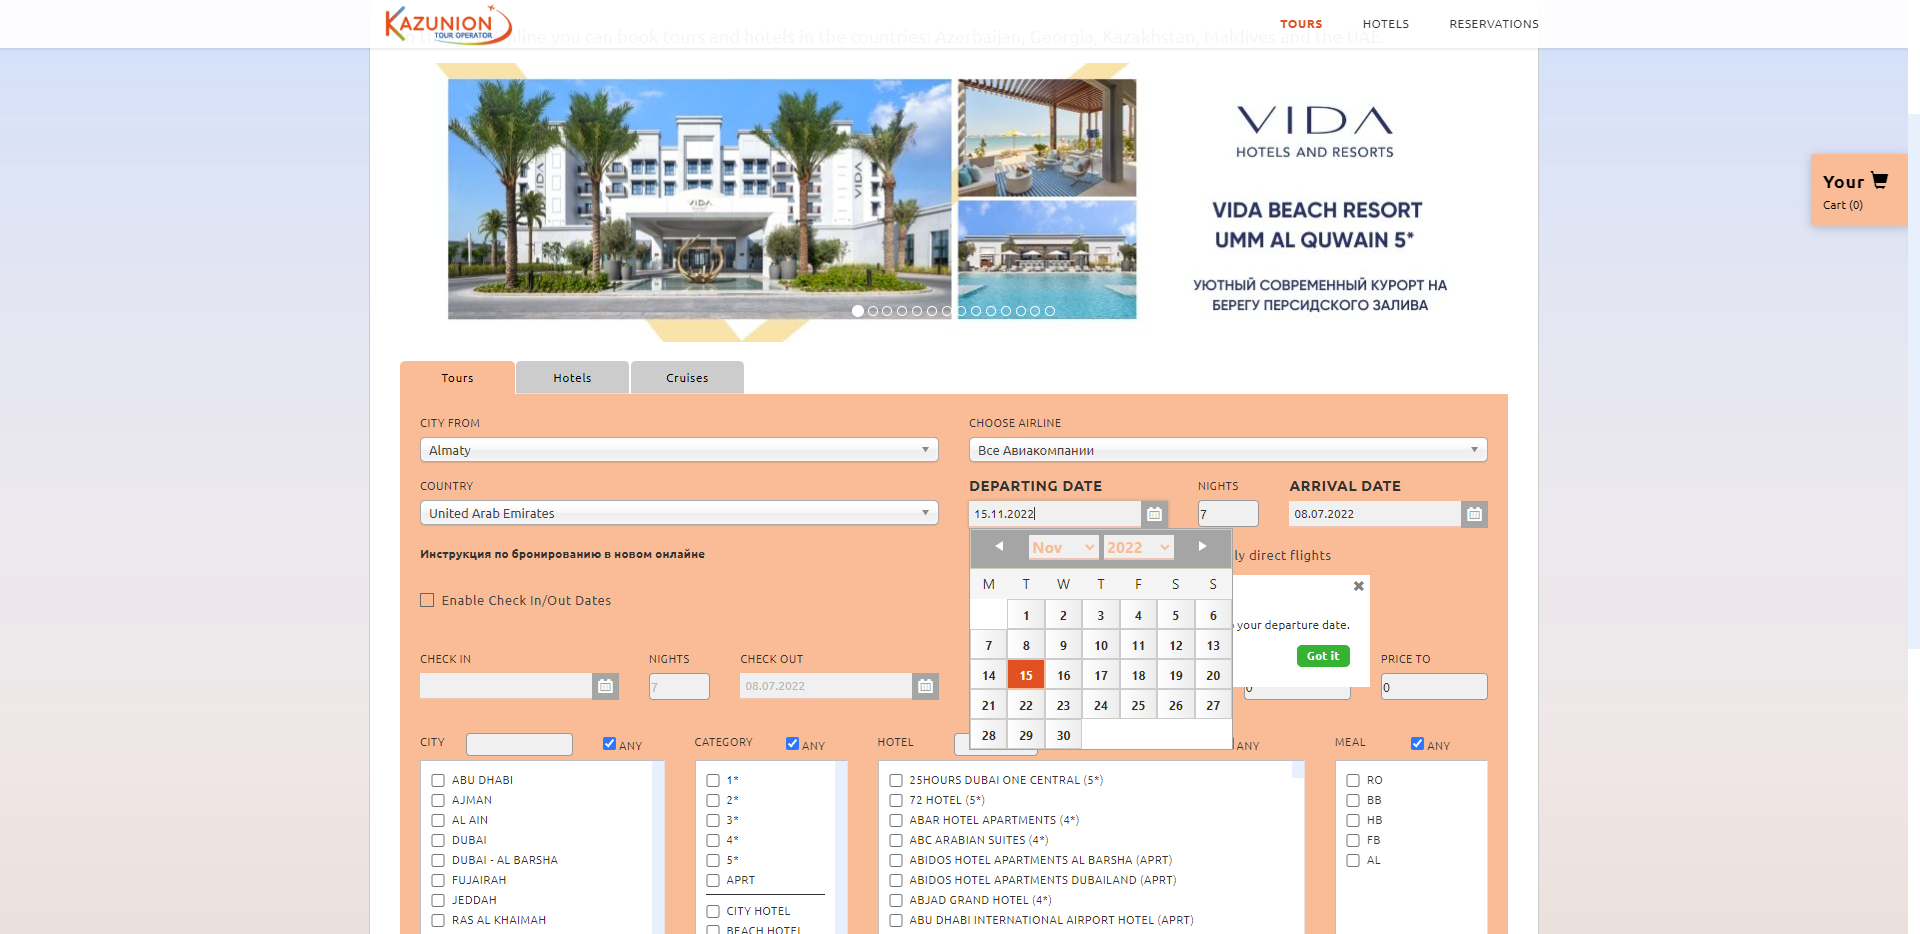 KAZUNION
TOUR OPERATOR
TOURS
HOTELS
RESERVATIONS
line you can book tours and hotels in the countries: Azerbaijan, Georgia, Kazakhstan, Maldives and the UAE.
VIDA
HOTELS AND RESORTS
VIDA BEACH RESORT
UMM AL QUWAIN 5*
УЮТНЫЙ СОВРЕМЕННЫЙ КУРОРТ НА
БЕРЕГУ ПЕРСИДСКОГО ЗАЛИВА
VIDA
VIDA
VIDA
Your
Cart (0)
Tours
Hotels
Cruises
CITY FROM
Almaty
CHOOSE AIRLINE
Все Авиакомпании
COUNTRY
United Arab Emirates
DEPARTING DATE
15.11.2022
NIGHTS
7
ARRIVAL DATE
08.07.2022
Инструкция по бронированию в новом онлайне
Nov
2022
ly direct flights
M T W T F S S
1 2 3 4 5 6
7 8 9 10 11 12 13
14 15 16 17 18 19 20
21 22 23 24 25 26 27
28 29 30
your departure date.
Got it
Enable Check In/Out Dates
CHECK IN
NIGHTS
7
CHECK OUT
08.07.2022
0
PRICE TO
0
CITY
ANY
CATEGORY
ANY
HOTEL
ANY
MEAL
ANY
ABU DHABI
AJMAN
AL AIN
DUBAI
DUBAI - AL BARSHA
FUJAIRAH
JEDDAH
RAS AL KHAIMAH
1*
2*
3*
4*
5*
APRT
CITY HOTEL
BEACH HOTEL
25HOURS DUBAI ONE CENTRAL (5*)
72 HOTEL (5*)
ABAR HOTEL APARTMENTS (4*)
ABC ARABIAN SUITES (4*)
ABIDOS HOTEL APARTMENTS AL BARSHA (APRT)
ABIDOS HOTEL APARTMENTS DUBAILAND (APRT)
ABJAD GRAND HOTEL (4*)
ABU DHABI INTERNATIONAL AIRPORT HOTEL (APRT)
RO
BB
HB
FB
AL